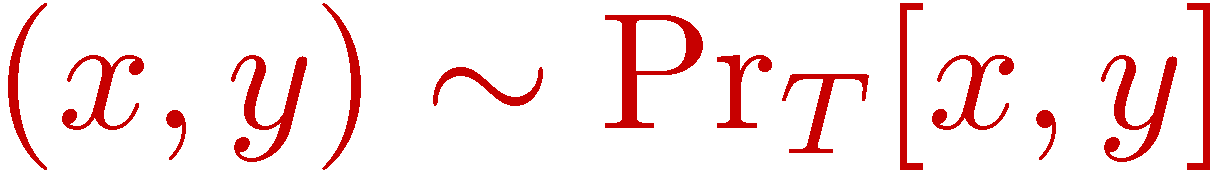 (x, y) ∼ Pr_T[x, y]